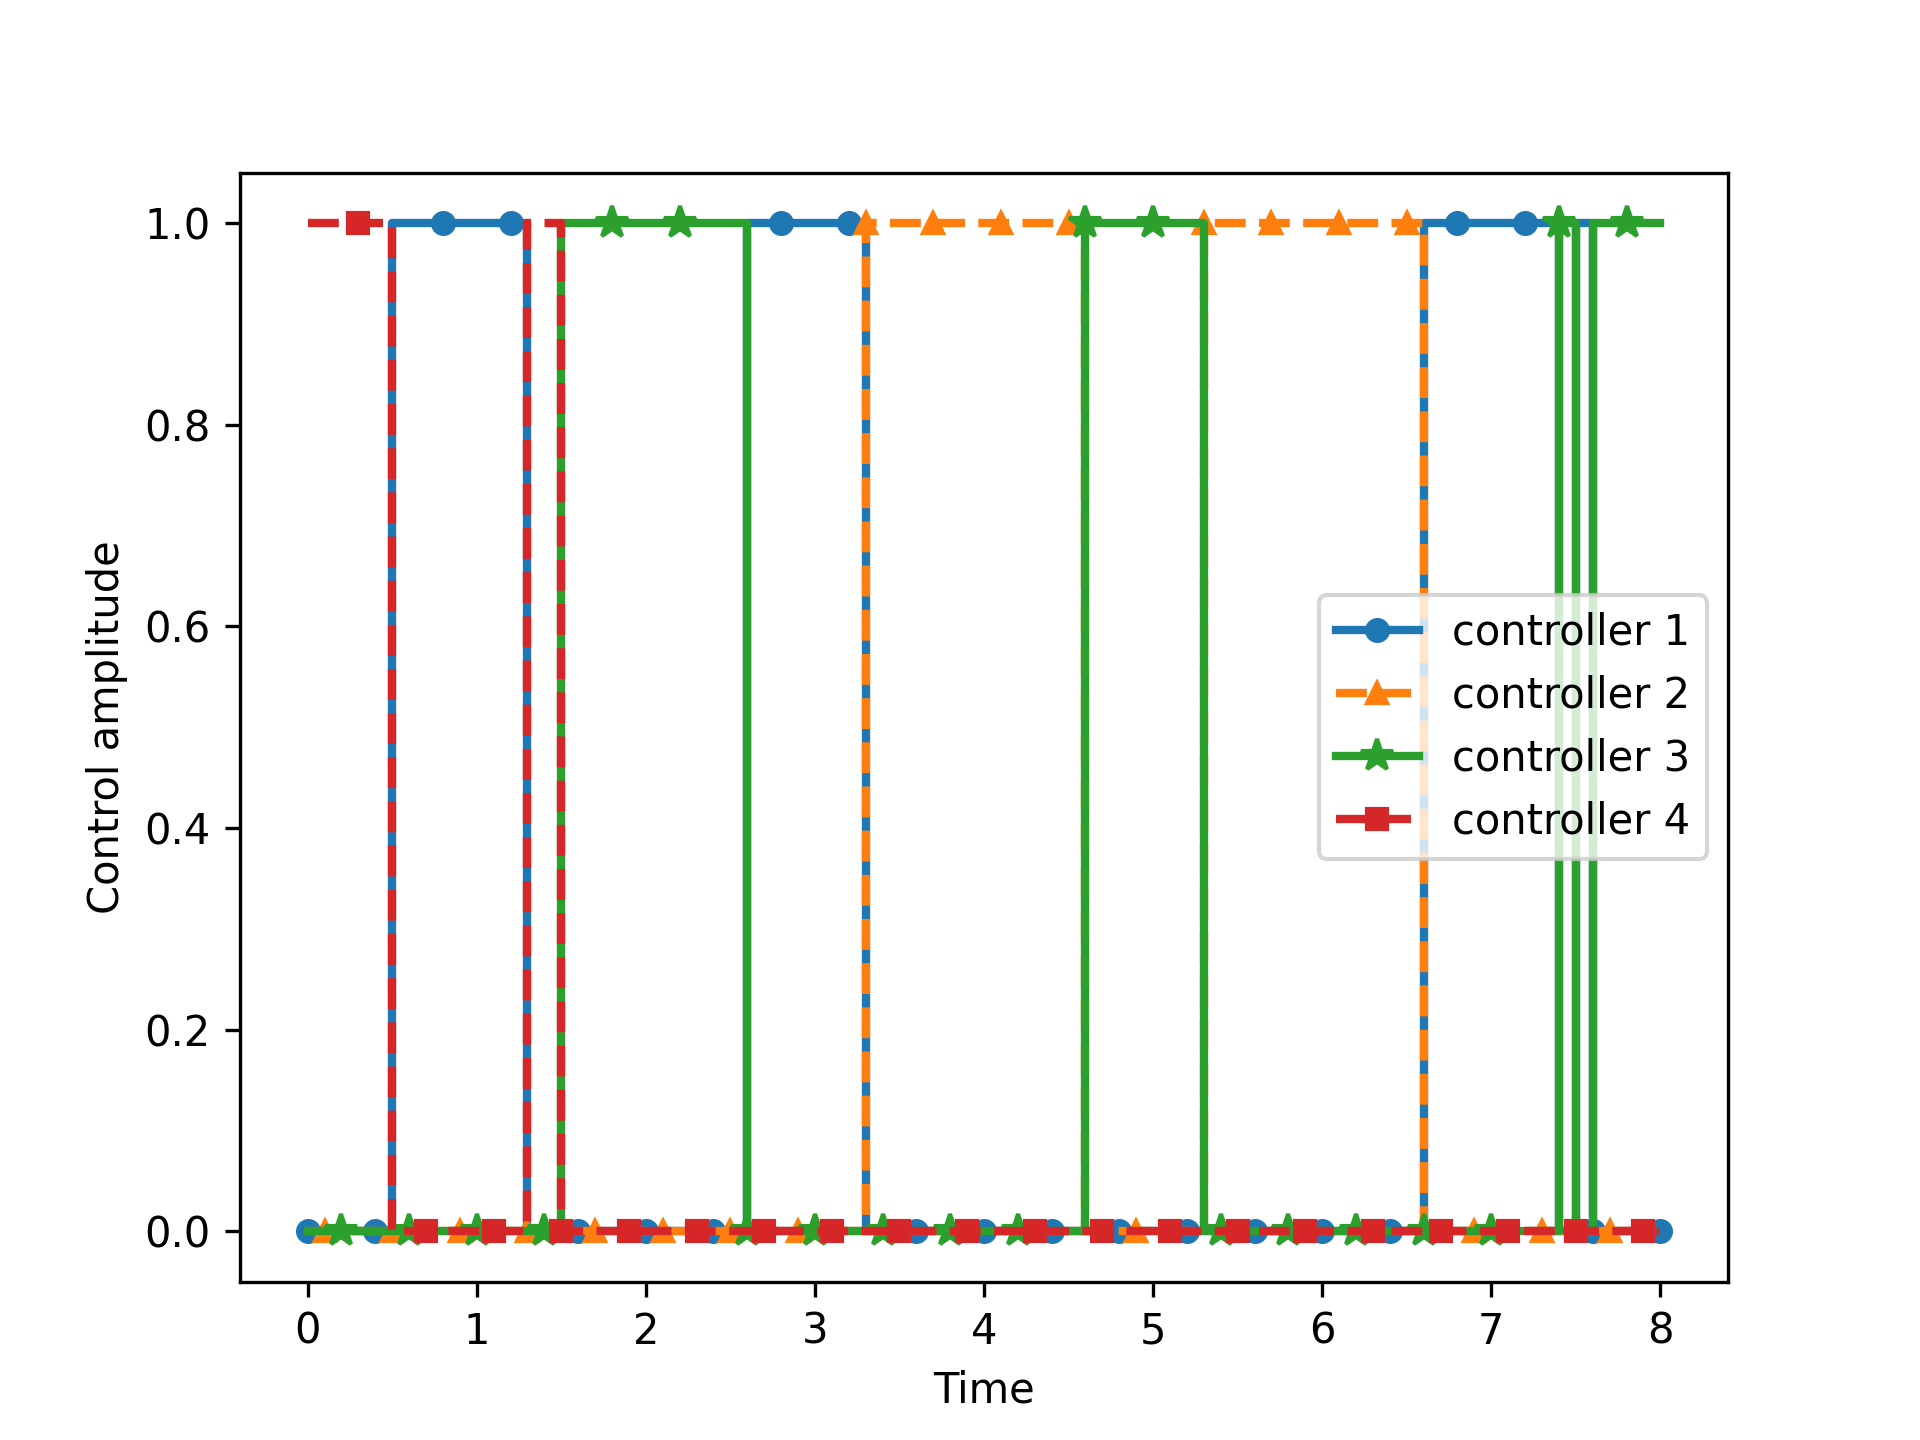 1.0
0.8
0.6
0.4
0.2
0.0
Control amplitude
controller 1
controller 2
controller 3
controller 4
0 1 2 3 4 5 6 7 8
Time